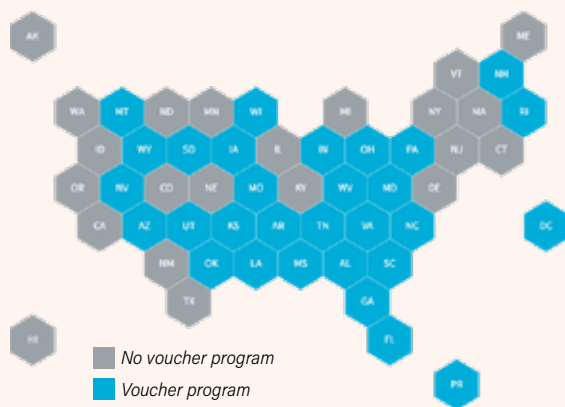 AK ME
VT NH
WA MT ND MN WI MI NY MA RI
ID WY SD IA IL IN OH PA NJ CT
OR NV CO NE MO KY WV MD DE
CA AZ UT KS AR TN VA NC DC
NM OK LA MS AL SC
TX GA
HI FL
No voucher program
Voucher program PR